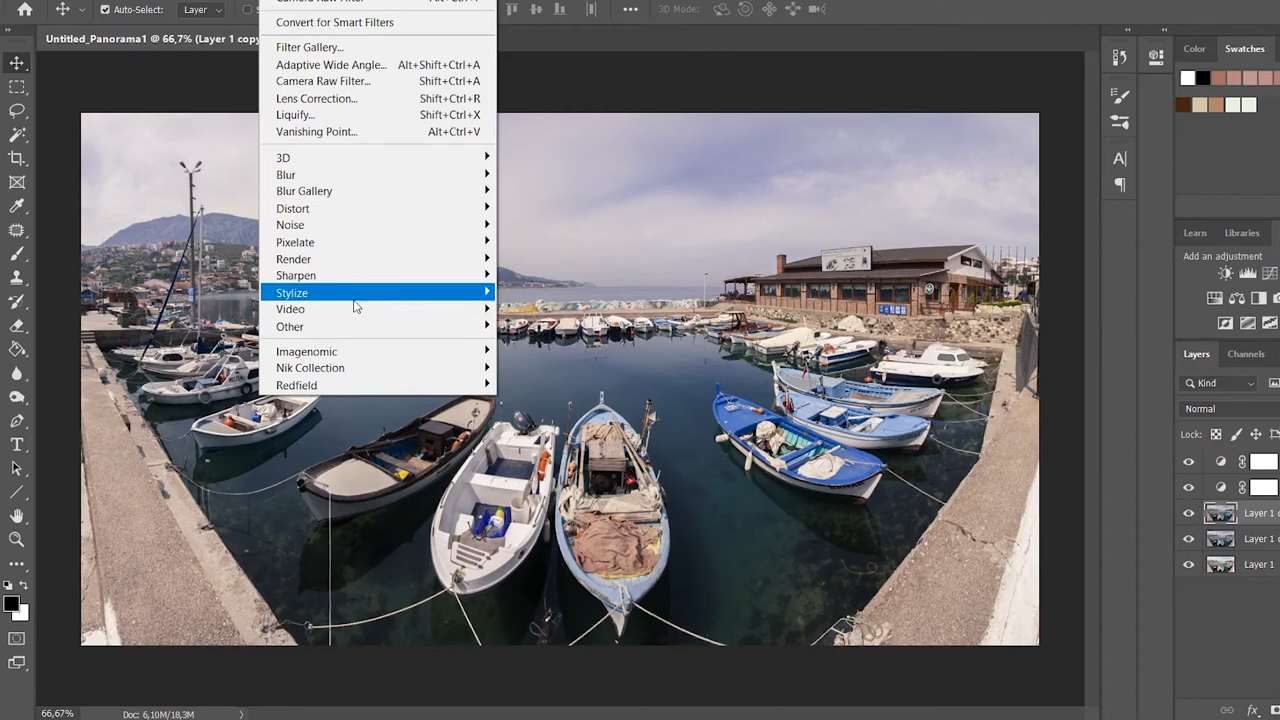 Auto-Select:
Layer
3D Mode:
Untitled_Panorama1 @ 66,7% (Layer 1 copy
Convert for Smart Filters
Filter Gallery...
Adaptive Wide Angle... Alt+Shift+Ctrl+A
Camera Raw Filter... Shift+Ctrl+A
Lens Correction... Shift+Ctrl+R
Liquify... Shift+Ctrl+X
Vanishing Point... Alt+Ctrl+V
3D
Blur
Blur Gallery
Distort
Noise
Pixelate
Render
Sharpen
Stylize
Video
Other
Imagenomic
Nik Collection
Redfield
Color Swatches
Learn Libraries
Add an adjustment
Layers Channels
Kind
Normal
Lock:
Layer 1 c
Layer 1
Layer 1
66,67% Doc: 6,10M/18,3M